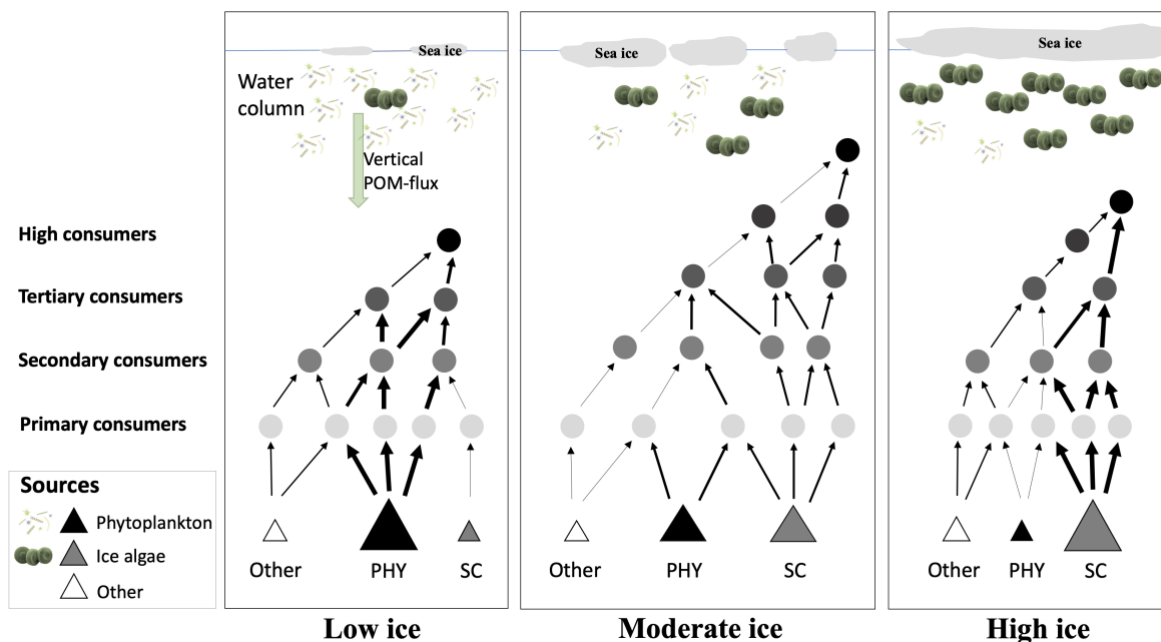 Sea ice
Water
column
Vertical
POM-flux
Sea ice
Sea ice
High consumers
Tertiary consumers
Secondary consumers
Primary consumers
Sources
Phytoplankton
Ice algae
Other
Other PHY SC
Other PHY SC
Other PHY SC
Low ice
Moderate ice
High ice